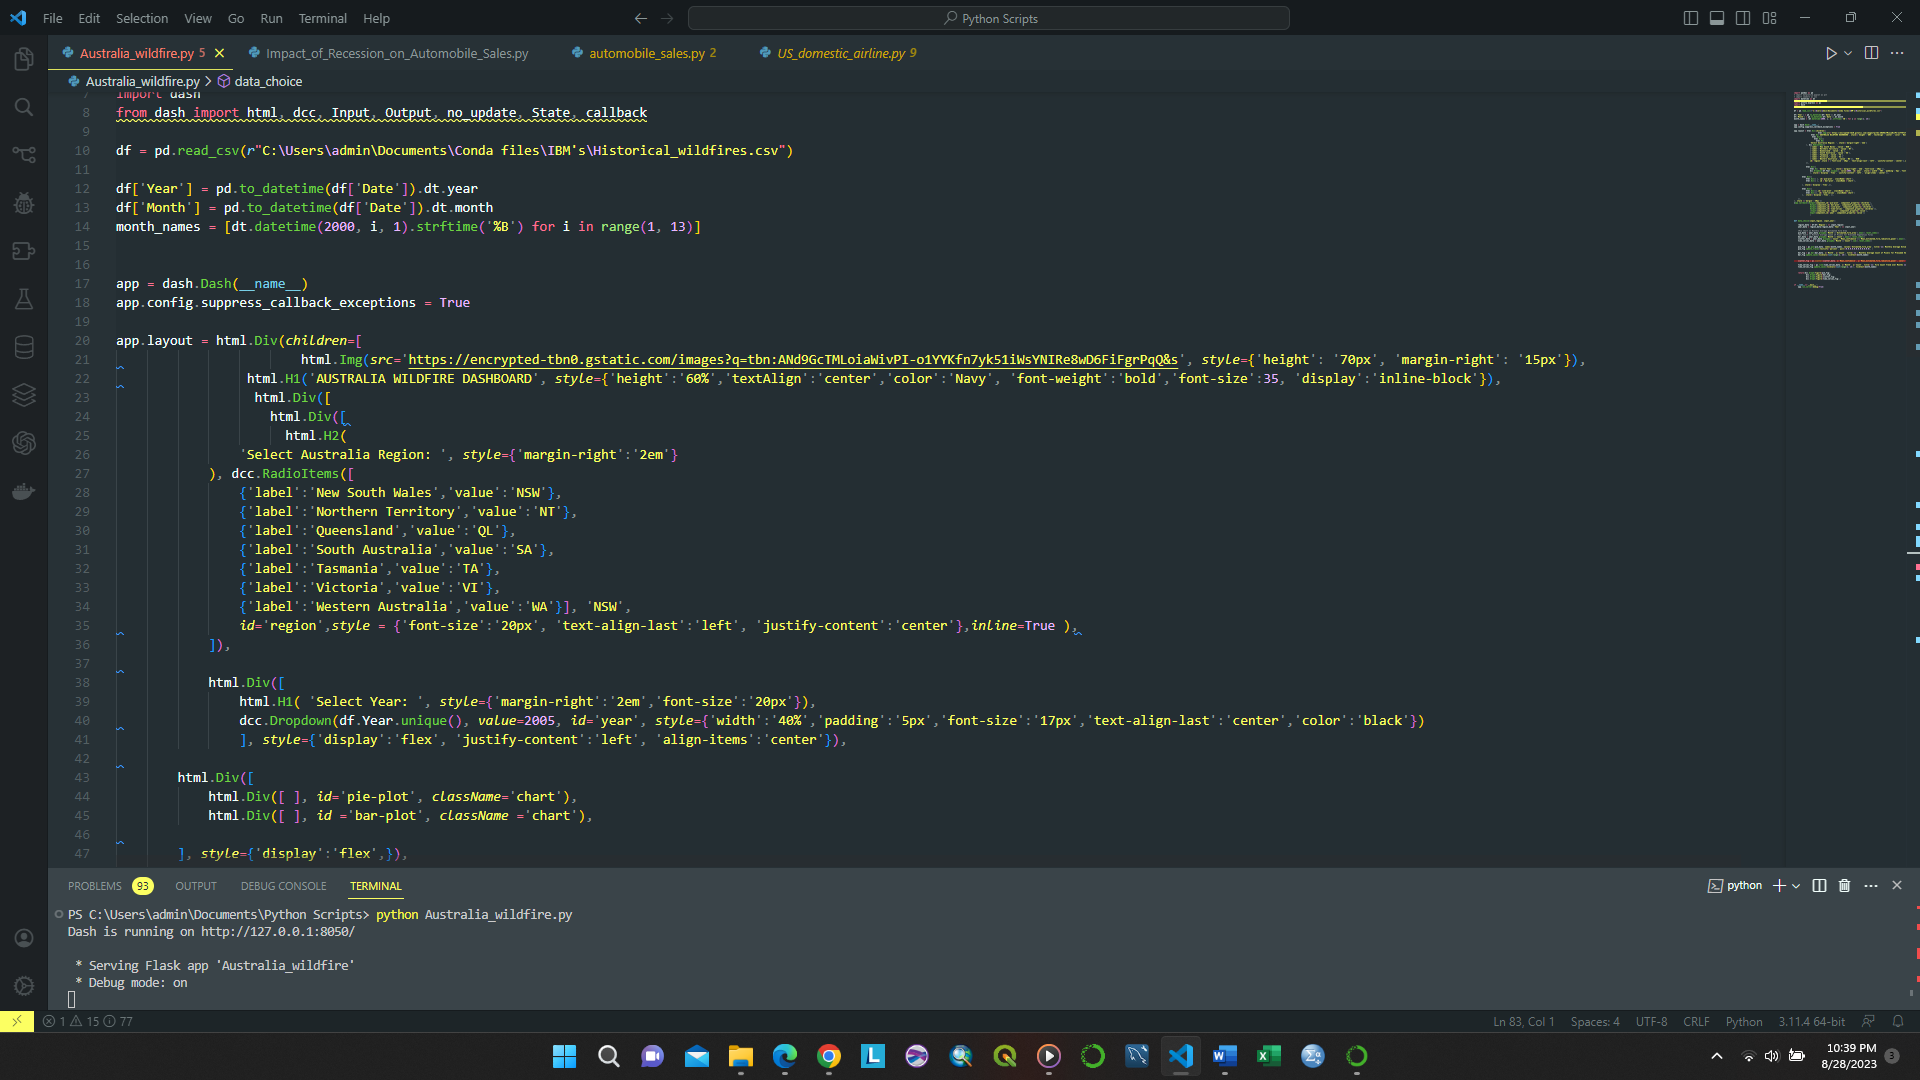 File Edit Selection View Go Run Terminal Help
Python Scripts
Australia_wildfire.py 5 Impact_of_Recession_on_Automobile_Sales.py automobile_sales.py 2 US_domestic_airline.py 9
Australia_wildfire.py > data_choice
7 import dash
8 from dash import html, dcc, Input, Output, no_update, State, callback
9
10 df = pd.read_csv(r"C:\Users\admin\Documents\Conda files\IBM's\Historical_wildfires.csv")
11
12 df['Year'] = pd.to_datetime(df['Date']).dt.year
13 df['Month'] = pd.to_datetime(df['Date']).dt.month
14 month_names = [dt.datetime(2000, i, 1).strftime('%B') for i in range(1, 13)]
15
16
17 app = dash.Dash(__name__)
18 app.config.suppress_callback_exceptions = True
19
20 app.layout = html.Div(children=[
21 html.Img(src='https://encrypted-tbn0.gstatic.com/images?q=tbn:ANd9GcTMLoiaWivPI-o1YYKfn7yk51iWsYNIRe8wD6FiFgrPqQ&s', style={'height': '70px', 'margin-right': '15px'}),
22 html.H1('AUSTRALIA WILDFIRE DASHBOARD', style={'height':'60%','textAlign':'center','color':'Navy', 'font-weight':'bold','font-size':35, 'display':'inline-block'}),
23 html.Div([
24 html.Div([
25 html.H2(
26 'Select Australia Region: ', style={'margin-right':'2em'}
27 ), dcc.RadioItems([
28 {'label':'New South Wales','value':'NSW'},
29 {'label':'Northern Territory','value':'NT'},
30 {'label':'Queensland','value':'QL'},
31 {'label':'South Australia','value':'SA'},
32 {'label':'Tasmania','value':'TA'},
33 {'label':'Victoria','value':'VI'},
34 {'label':'Western Australia','value':'WA'}], 'NSW',
35 id='region',style = {'font-size':'20px', 'text-align-last':'left', 'justify-content':'center'},inline=True ),
36 ]),
37
38 html.Div([
39 html.H1( 'Select Year: ', style={'margin-right':'2em','font-size':'20px'}),
40 dcc.Dropdown(df.Year.unique(), value=2005, id='year', style={'width':'40%','padding':'5px','font-size':'17px','text-align-last':'center','color':'black'})
41 ], style={'display':'flex', 'justify-content':'left', 'align-items':'center'}),
42
43 html.Div([
44 html.Div([ ], id='pie-plot', className='chart'),
45 html.Div([ ], id ='bar-plot', className ='chart'),
46
47 ], style={'display':'flex',}),
PROBLEMS 93 OUTPUT DEBUG CONSOLE TERMINAL python
PS C:\Users\admin\Documents\Python Scripts> python Australia_wildfire.py
Dash is running on http://127.0.0.1:8050/
* Serving Flask app 'Australia_wildfire'
* Debug mode: on
1 15 77 Ln 83, Col 1 Spaces: 4 UTF-8 CRLF Python 3.11.4 64-bit
10:39 PM
8/28/2023 3